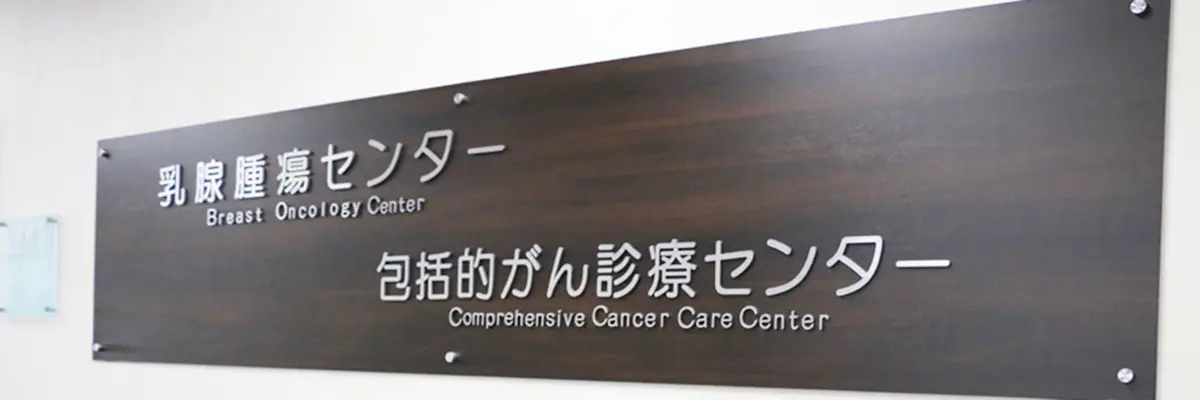 乳腺腫瘍センター
Breast Oncology Center
包括的がん診療センター
Comprehensive Cancer Care Center